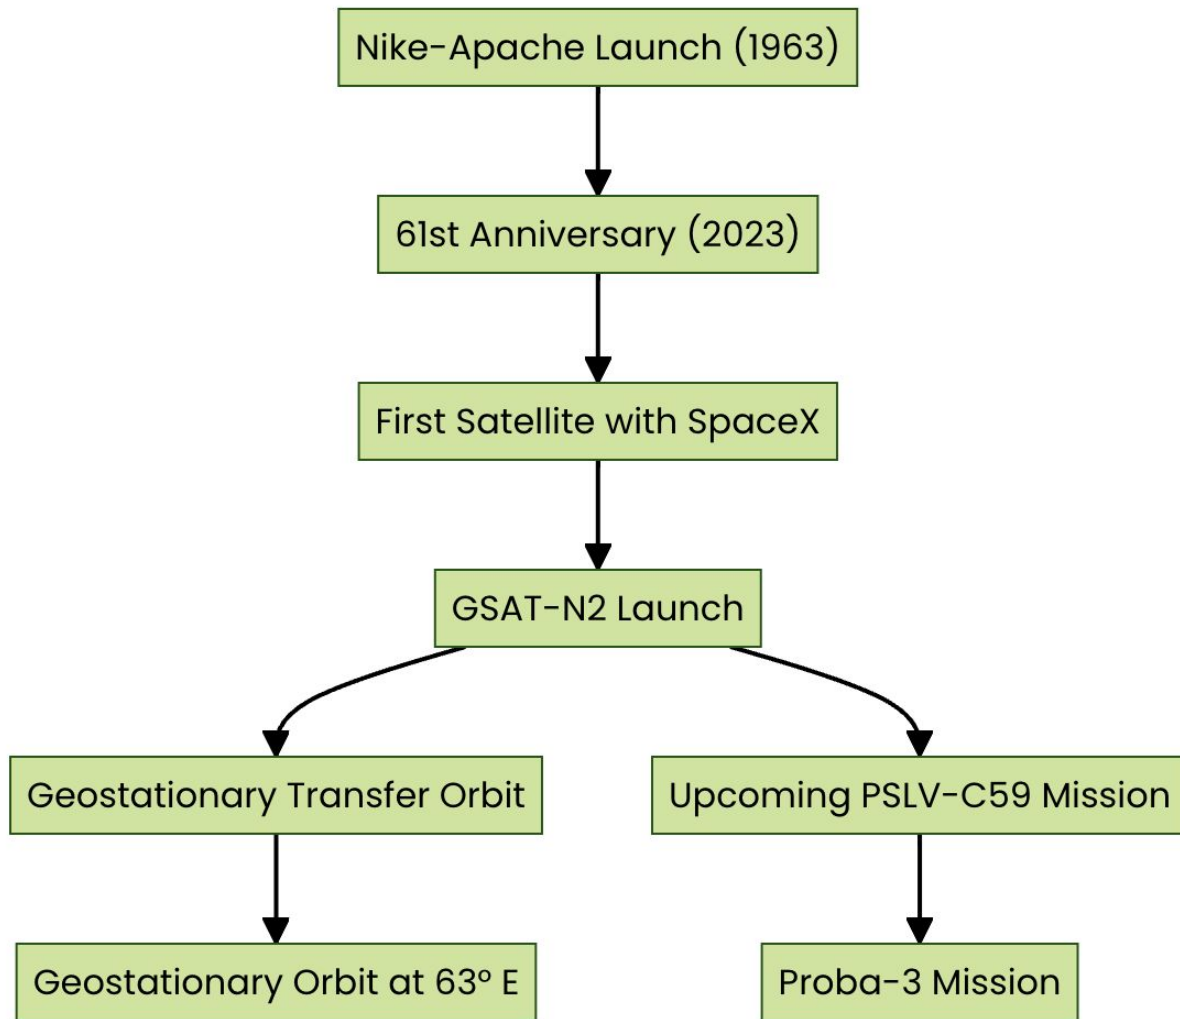 Nike-Apache Launch (1963)
61st Anniversary (2023)
First Satellite with SpaceX
GSAT-N2 Launch
Geostationary Transfer Orbit
Upcoming PSLV-C59 Mission
Geostationary Orbit at 63° E
Proba-3 Mission